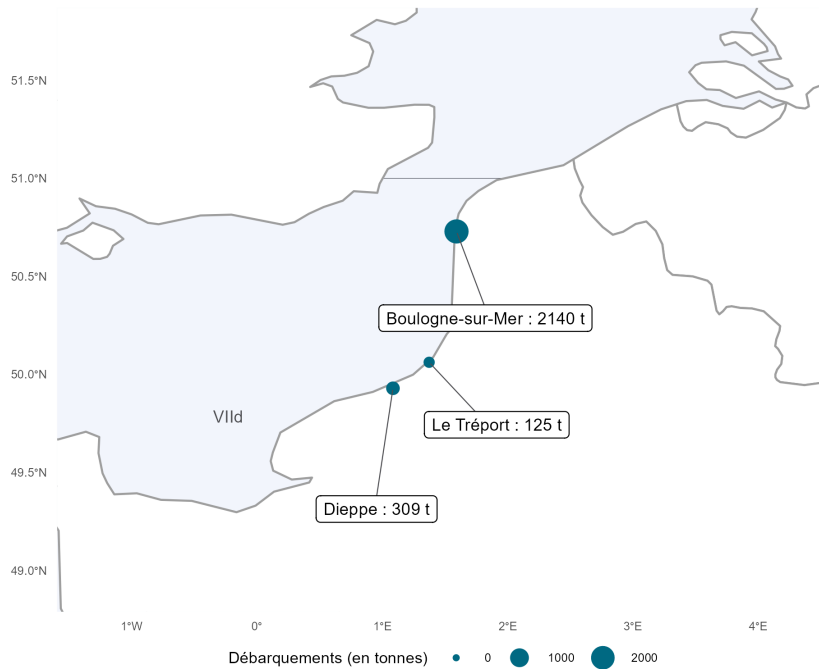 51.5°N
51.0°N
50.5°N
Boulogne-sur-Mer : 2140 t
50.0°N
VIId
Le Tréport : 125 t
49.5°N
Dieppe : 309 t
49.0°N
1°W 0° 1°E 2°E 3°E 4°E
Débarquements (en tonnes) 0 1000 2000